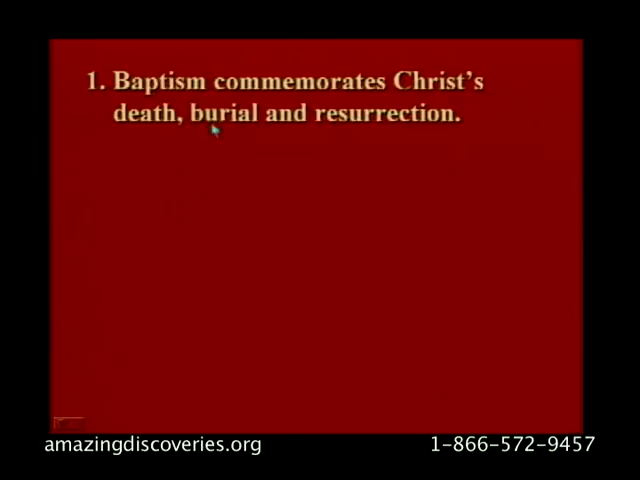 1. Baptism commemorates Christ's
death, burial and resurrection.
amazingdiscoveries.org 1-866-572-9457